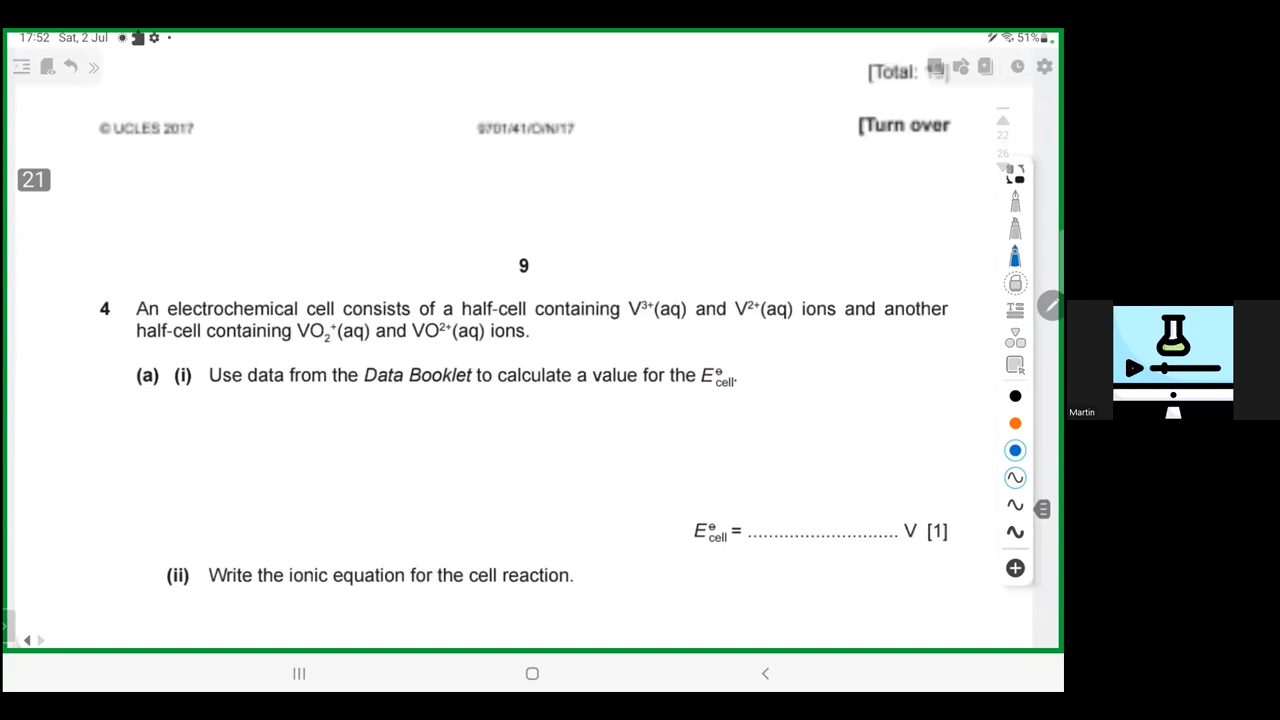 17:52 Sat, 2 Jul
51%
[Total:
© UCLES 2017
9701/41/O/N/17
[Turn over
22
26
21
9
4 An electrochemical cell consists of a half-cell containing V³⁺(aq) and V²⁺(aq) ions and another
half-cell containing VO₂⁺(aq) and VO²⁺(aq) ions.
(a) (i) Use data from the Data Booklet to calculate a value for the E⦵cell.
E⦵cell = ............................ V [1]
(ii) Write the ionic equation for the cell reaction.
Martin